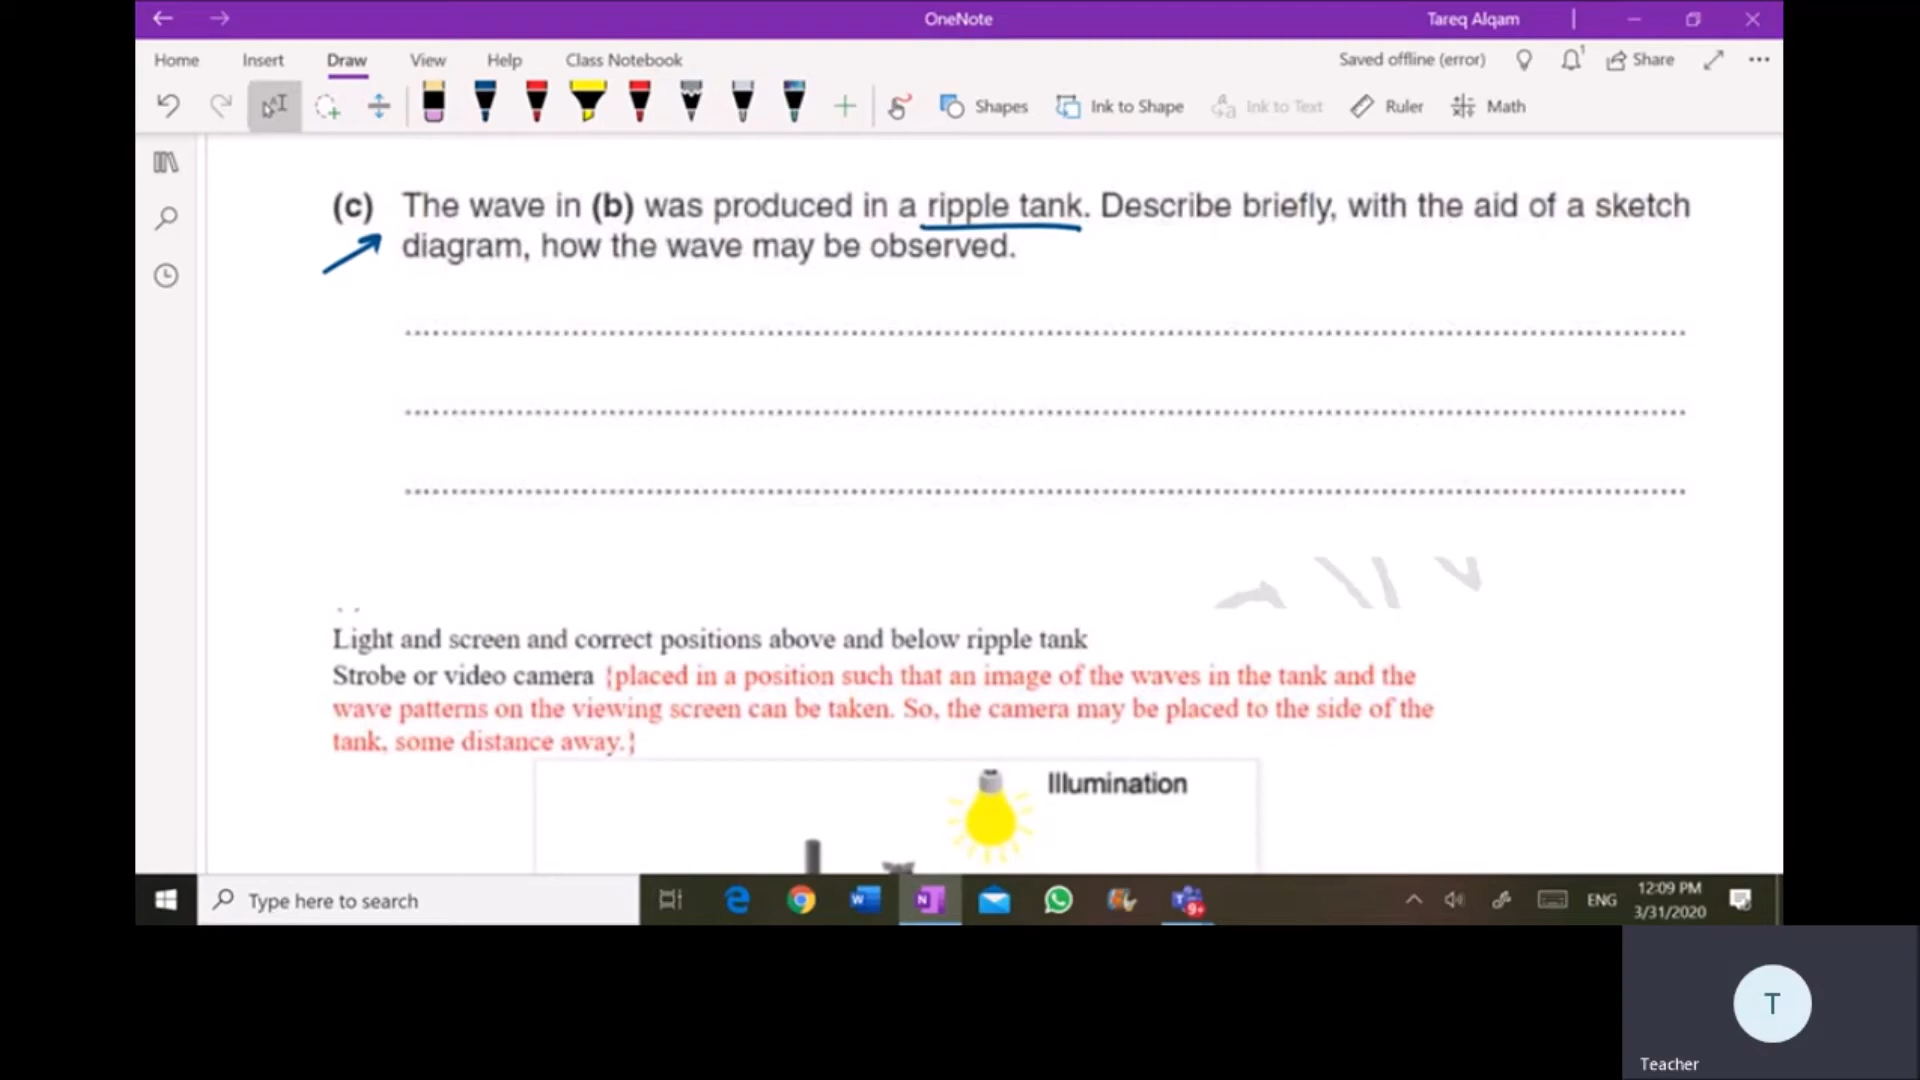 OneNote
Tareq Alqam
Home Insert Draw View Help Class Notebook
Saved offline (error)
1
Share
Shapes Ink to Shape Ink to Text Ruler Math
(c) The wave in (b) was produced in a ripple tank. Describe briefly, with the aid of a sketch
diagram, how the wave may be observed.
Light and screen and correct positions above and below ripple tank
Strobe or video camera {placed in a position such that an image of the waves in the tank and the
wave patterns on the viewing screen can be taken. So, the camera may be placed to the side of the
tank, some distance away.}
Illumination
Type here to search
9+
ENG
12:09 PM
3/31/2020
T
Teacher